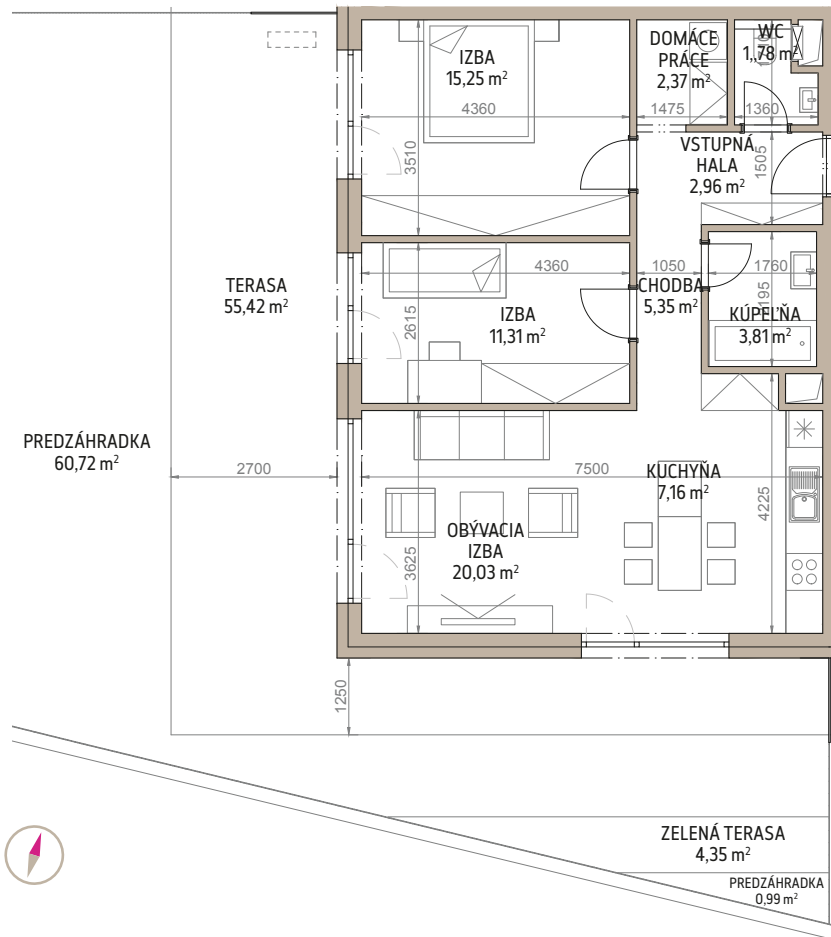 IZBA
15,25 m²
4360
3510
DOMÁCE
PRÁCE
2,37 m²
1475
WC
1,78 m²
1360
VSTUPNÁ
HALA
2,96 m²
1505
TERASA
55,42 m²
4360
2615
IZBA
11,31 m²
1050
CHODBA
5,35 m²
1760
KÚPEĽŇA
3,81 m²
PREDZÁHRADKA
60,72 m²
2700
7500
KUCHYŇA
7,16 m²
4225
OBÝVACIA
IZBA
20,03 m²
3625
1250
ZELENÁ TERASA
4,35 m²
PREDZÁHRADKA
0,99 m²